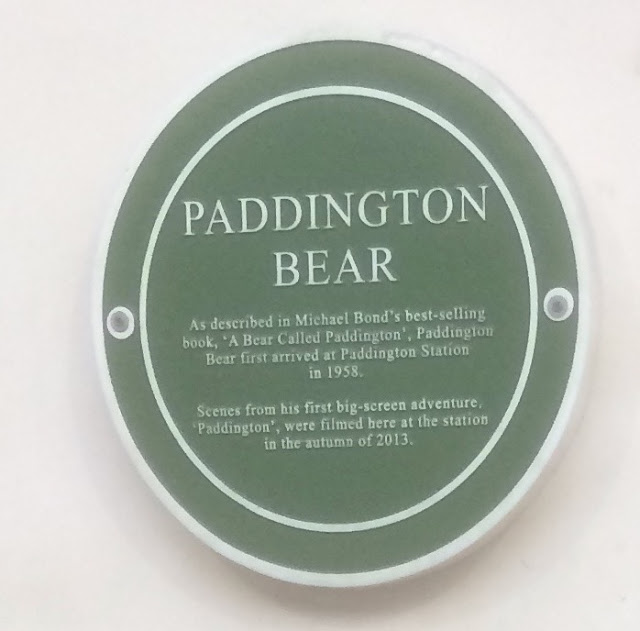 PADDINGTON
BEAR
As described in Michael Bond's best-selling
book, 'A Bear Called Paddington', Paddington
Bear first arrived at Paddington Station
in 1958.
Scenes from his first big-screen adventure,
'Paddington', were filmed here at the station
in the autumn of 2013.